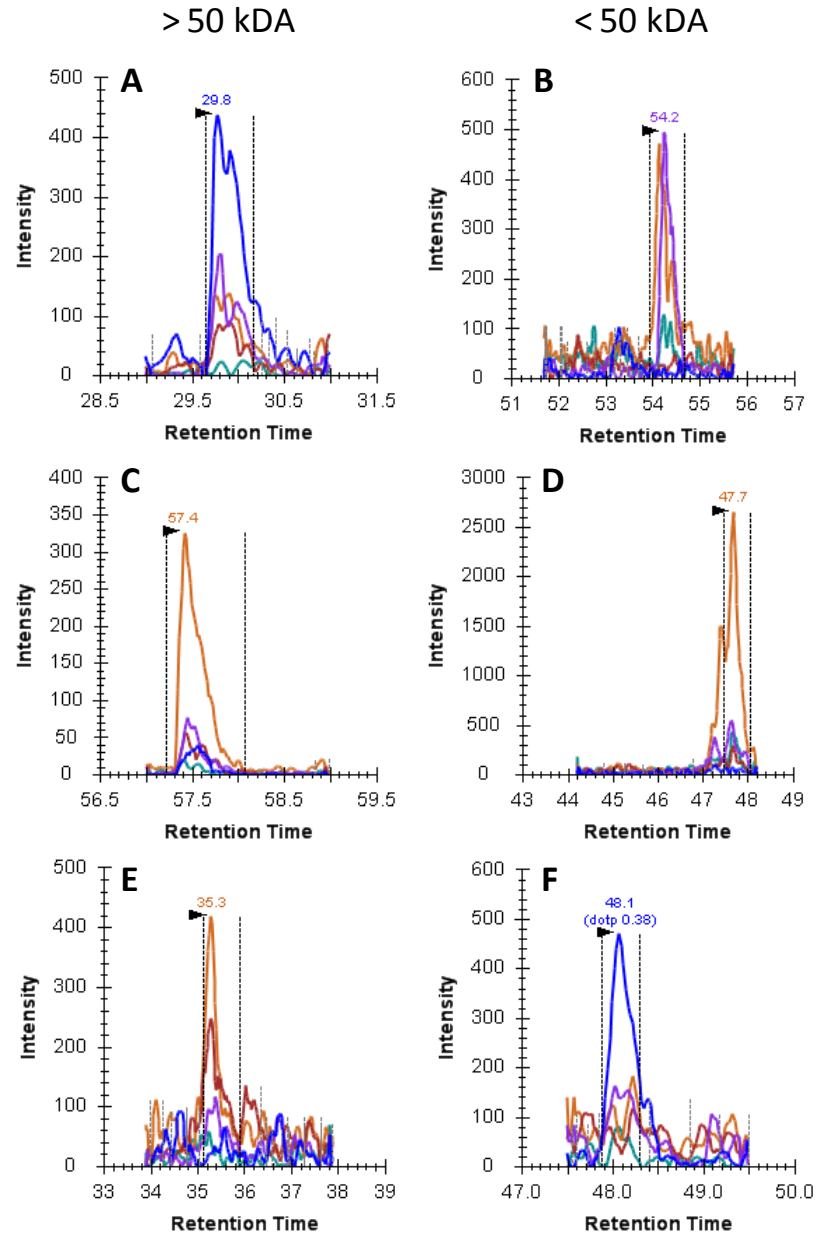 > 50 kDA
< 50 kDA
A
500
400
300
200
100
0
29.8
28.5 29.5 30.5 31.5
Intensity
Retention Time
B
600
500
400
300
200
100
0
54.2
51 52 53 54 55 56 57
Intensity
Retention Time
C
400
350
300
250
200
150
100
50
0
57.4
56.5 57.5 58.5 59.5
Intensity
Retention Time
D
3000
2500
2000
1500
1000
500
0
47.7
43 44 45 46 47 48 49
Intensity
Retention Time
E
500
400
300
200
100
0
35.3
33 34 35 36 37 38 39
Intensity
Retention Time
F
600
500
400
300
200
100
0
48.1
(dotp 0.38)
47.0 48.0 49.0 50.0
Intensity
Retention Time